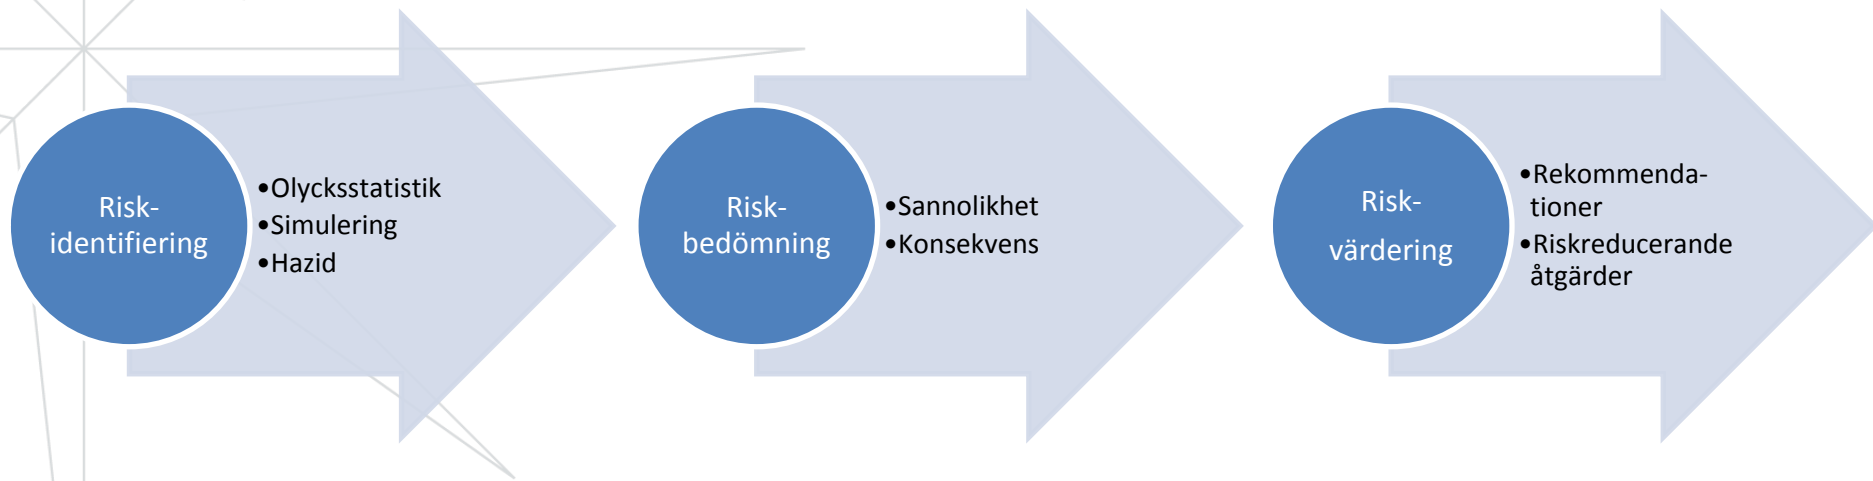 Risk-
identifiering
•Olycksstatistik
•Simulering
•Hazid
Risk-
bedömning
•Sannolikhet
•Konsekvens
Risk-
värdering
•Rekommenda-
tioner
•Riskreducerande
åtgärder